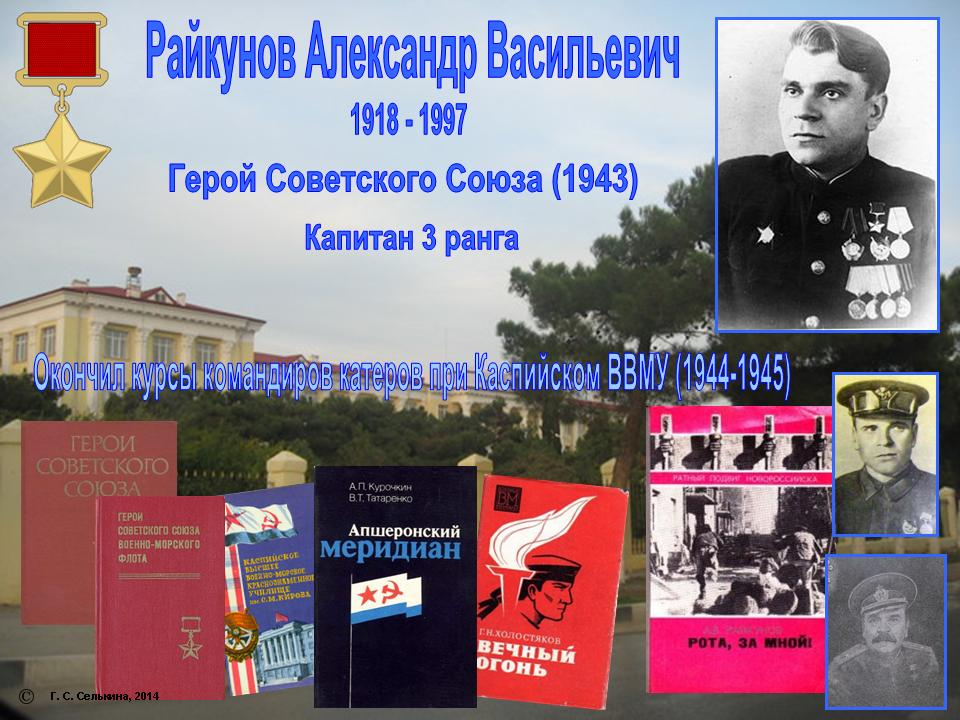 Райкунов Александр Васильевич
1918 - 1997
Герой Советского Союза (1943)
Капитан 3 ранга
Окончил курсы командиров катеров при Каспийском ВВМУ (1944-1945)
ГЕРОИ
СОВЕТСКОГО
СОЮЗА
ГЕРОИ
СОВЕТСКОГО СОЮЗА
ВОЕННО-МОРСКОГО
ФЛОТА
КАСПИЙСКОЕ
ВЫСШЕЕ
ВОЕННО-МОРСКОЕ
КРАСНОЗНАМЕННОЕ
УЧИЛИЩЕ
им. С.М.КИРОВА
А.П. Курочкин
В.Т. Татаренко
Апшеронский
меридиан
ВМ
Г.Н.ХОЛОСТЯКОВ
ВЕЧНЫЙ
ОГОНЬ
РАТНЫЙ ПОДВИГ НОВОРОССИЙСКА
А.В. РАЙКУНОВ
РОТА, ЗА МНОЙ!
© Г. С. Селькина, 2014